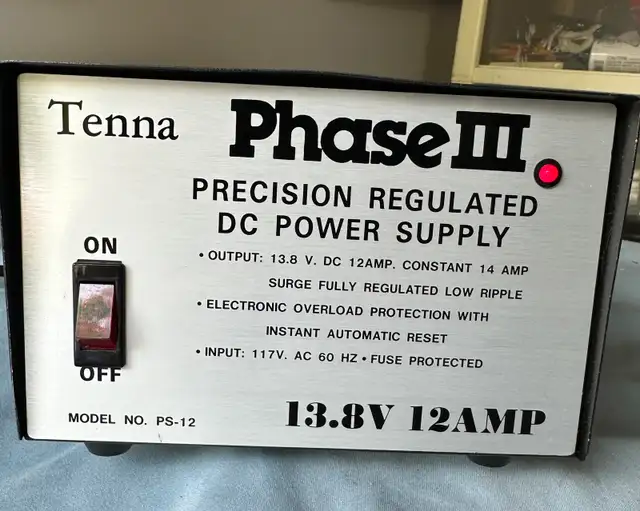 Tenna Phase III
PRECISION REGULATED
DC POWER SUPPLY
ON
• OUTPUT: 13.8 V. DC 12AMP. CONSTANT 14 AMP
SURGE FULLY REGULATED LOW RIPPLE
• ELECTRONIC OVERLOAD PROTECTION WITH
INSTANT AUTOMATIC RESET
• INPUT: 117V. AC 60 HZ • FUSE PROTECTED
OFF
MODEL NO. PS-12
13.8V 12AMP